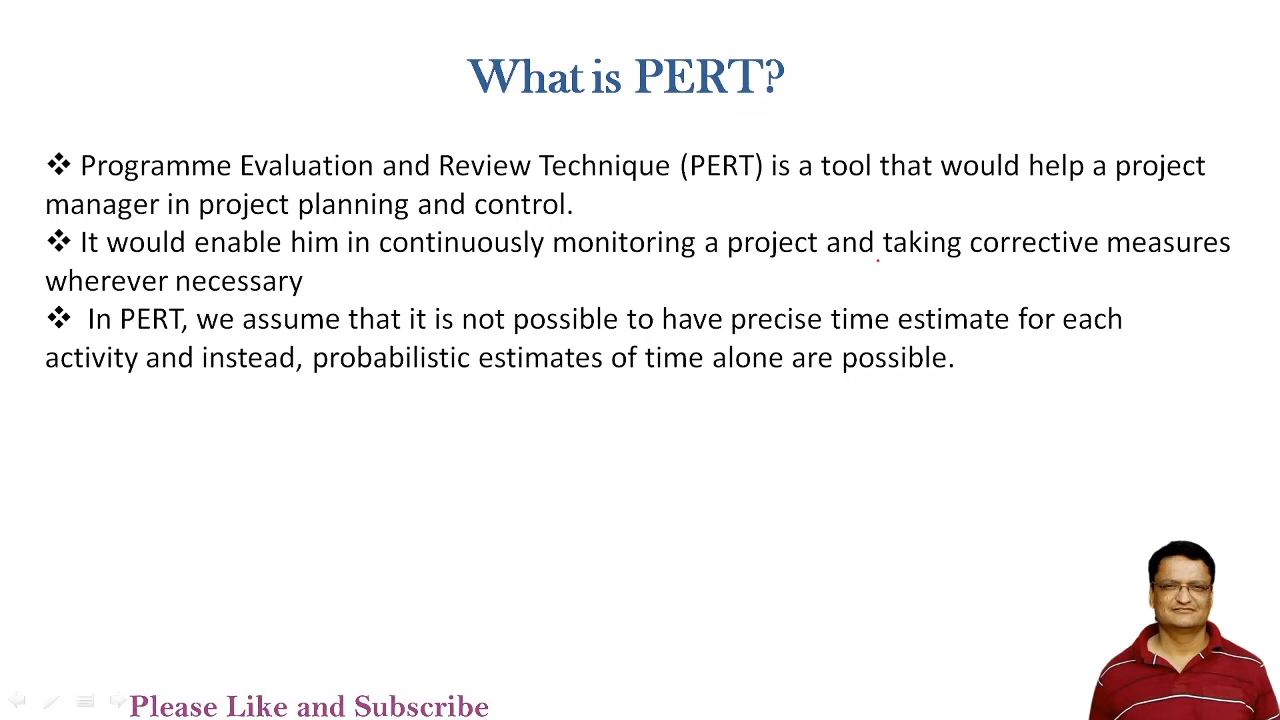 What is PERT?
❖ Programme Evaluation and Review Technique (PERT) is a tool that would help a project
manager in project planning and control.
❖ It would enable him in continuously monitoring a project and taking corrective measures
wherever necessary
❖ In PERT, we assume that it is not possible to have precise time estimate for each
activity and instead, probabilistic estimates of time alone are possible.
Please Like and Subscribe